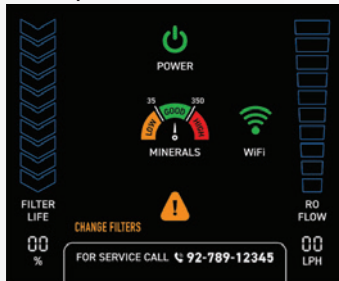 POWER
35
350
LOW
GOOD
HIGH
MINERALS
WiFi
FILTER
LIFE
00
%
RO
FLOW
00
LPH
CHANGE FILTERS
FOR SERVICE CALL 92-789-12345